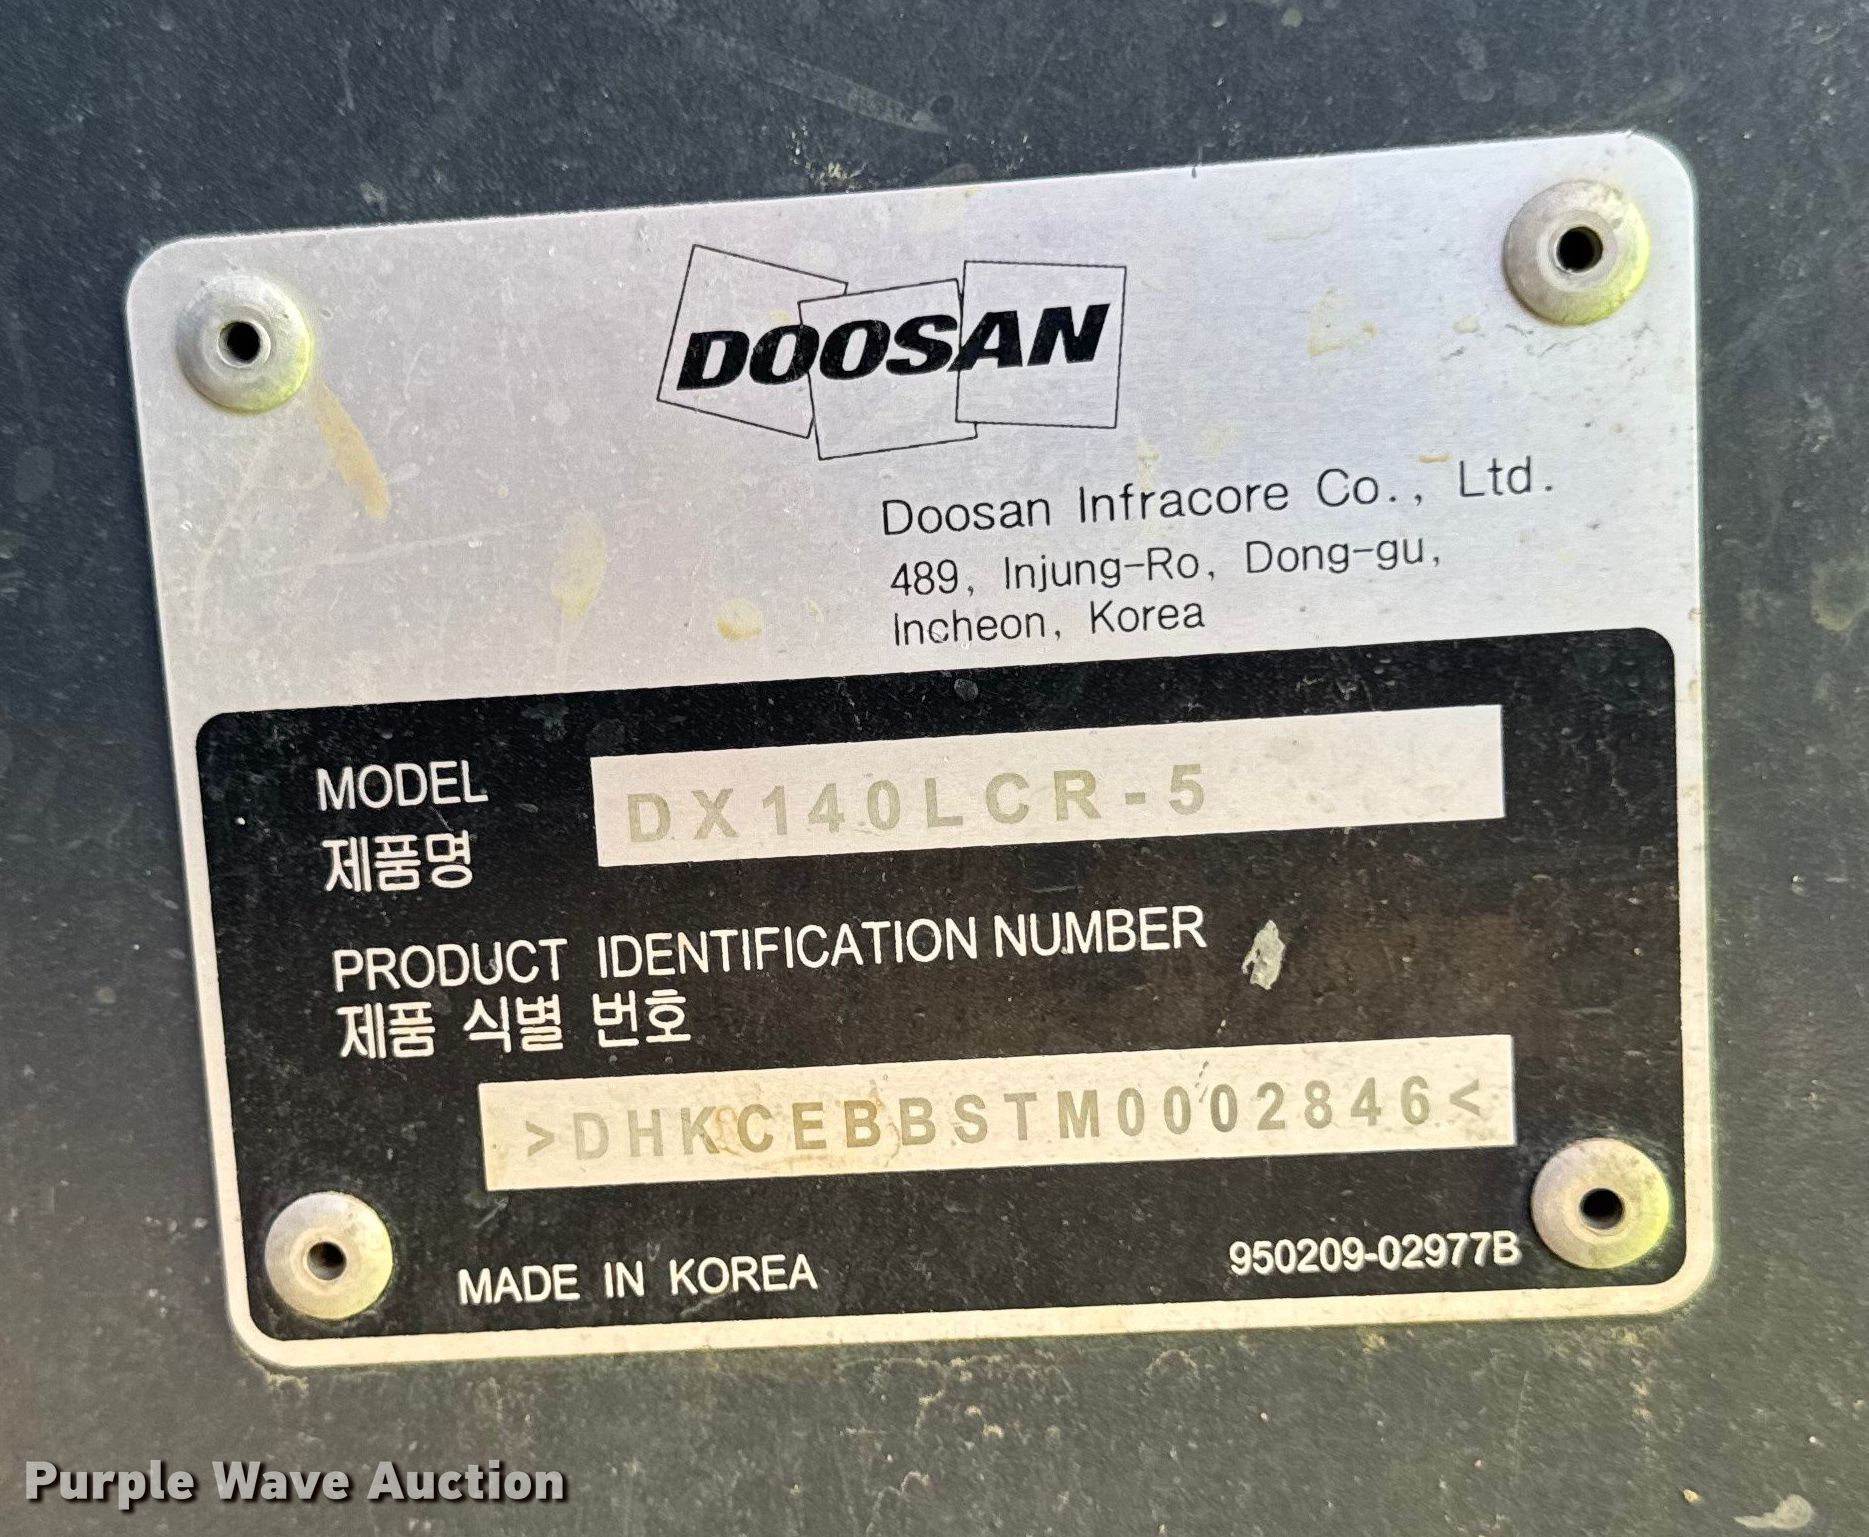 DOOSAN
Doosan Infracore Co., Ltd.
489, Injung-Ro, Dong-gu,
Incheon, Korea
MODEL DX140LCR-5
제품명
PRODUCT IDENTIFICATION NUMBER
제품 식별 번호
>DHKCEBBSTM0002846<
MADE IN KOREA 950209-02977B
Purple Wave Auction